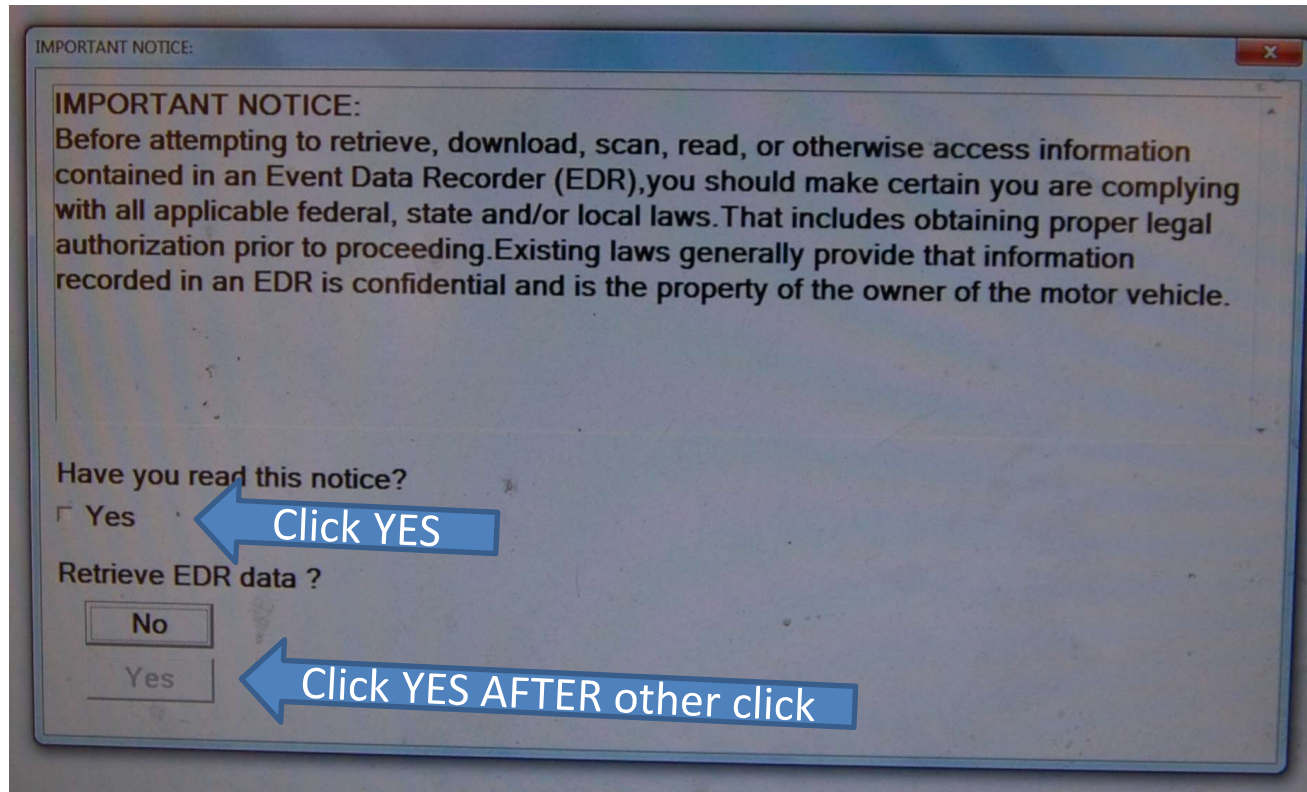 IMPORTANT NOTICE:
x
IMPORTANT NOTICE:
Before attempting to retrieve, download, scan, read, or otherwise access information
contained in an Event Data Recorder (EDR),you should make certain you are complying
with all applicable federal, state and/or local laws.That includes obtaining proper legal
authorization prior to proceeding.Existing laws generally provide that information
recorded in an EDR is confidential and is the property of the owner of the motor vehicle.
Have you read this notice?
Yes
Click YES
Retrieve EDR data ?
No
Yes
Click YES AFTER other click